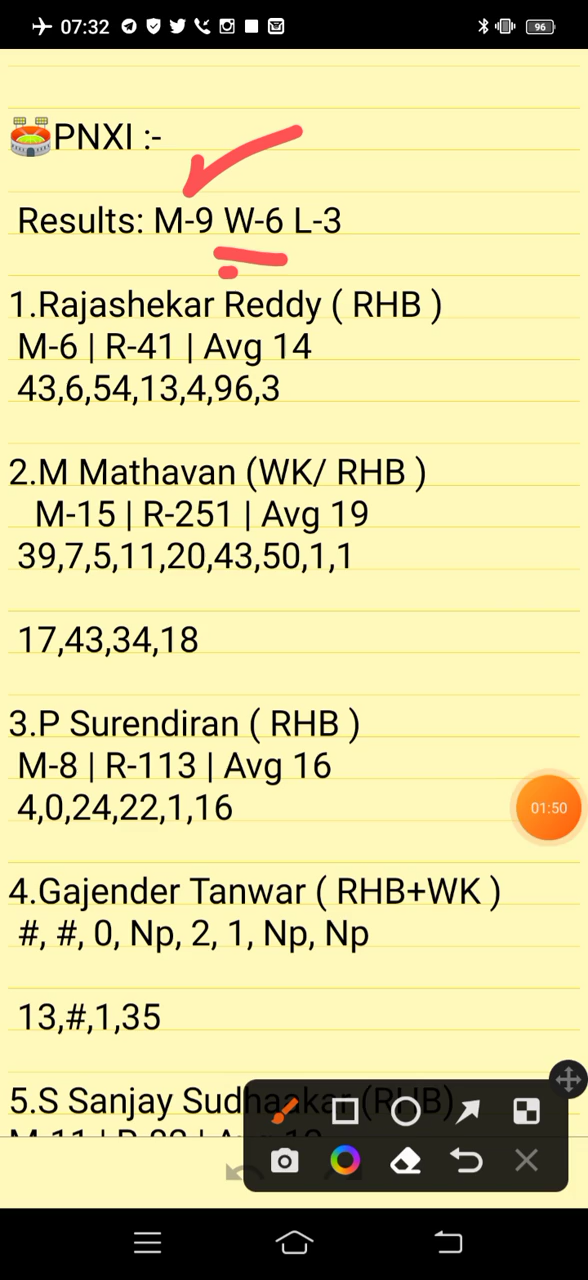 07:32
96
PNXI :-
Results: M-9 W-6 L-3
1.Rajashekar Reddy ( RHB )
M-6 | R-41 | Avg 14
43,6,54,13,4,96,3
2.M Mathavan (WK/ RHB )
M-15 | R-251 | Avg 19
39,7,5,11,20,43,50,1,1
17,43,34,18
3.P Surendiran ( RHB )
M-8 | R-113 | Avg 16
4,0,24,22,1,16
01:50
4.Gajender Tanwar ( RHB+WK )
#, #, 0, Np, 2, 1, Np, Np
13,#,1,35
5.S Sanjay Sudhaakar (RHB)